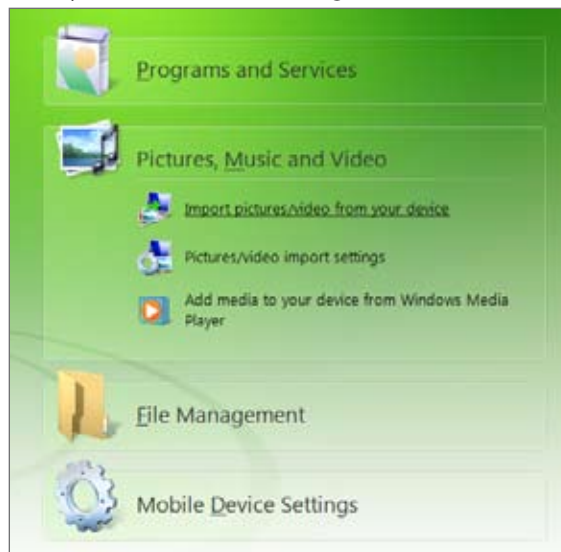 Programs and Services
Pictures, Music and Video
Import pictures/video from your device
Pictures/video import settings
Add media to your device from Windows Media
Player
File Management
Mobile Device Settings